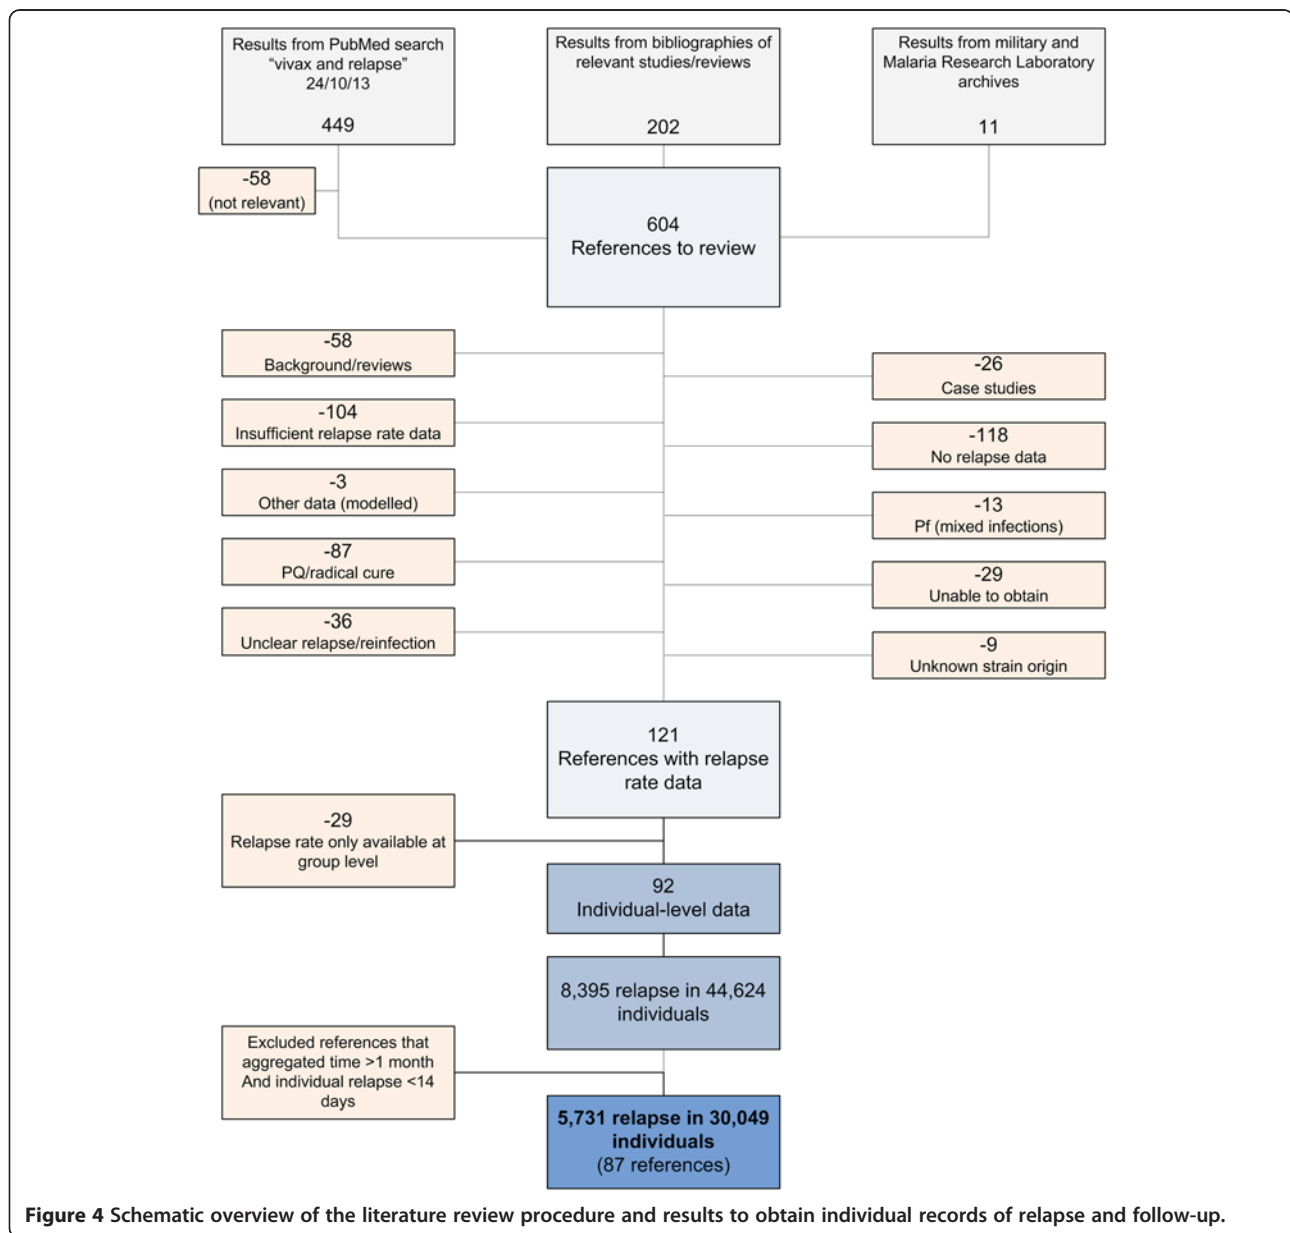 Results from PubMed search
“vivax and relapse”
24/10/13
449
Results from bibliographies of
relevant studies/reviews
202
Results from military and
Malaria Research Laboratory
archives
11
-58
(not relevant)
604
References to review
-58
Background/reviews
-26
Case studies
-104
Insufficient relapse rate data
-118
No relapse data
-3
Other data (modelled)
-13
Pf (mixed infections)
-87
PQ/radical cure
-29
Unable to obtain
-36
Unclear relapse/reinfection
-9
Unknown strain origin
121
References with relapse
rate data
-29
Relapse rate only available at
group level
92
Individual-level data
8,395 relapse in 44,624
individuals
Excluded references that
aggregated time >1 month
And individual relapse <14
days
5,731 relapse in 30,049
individuals
(87 references)
Figure 4 Schematic overview of the literature review procedure and results to obtain individual records of relapse and follow-up.